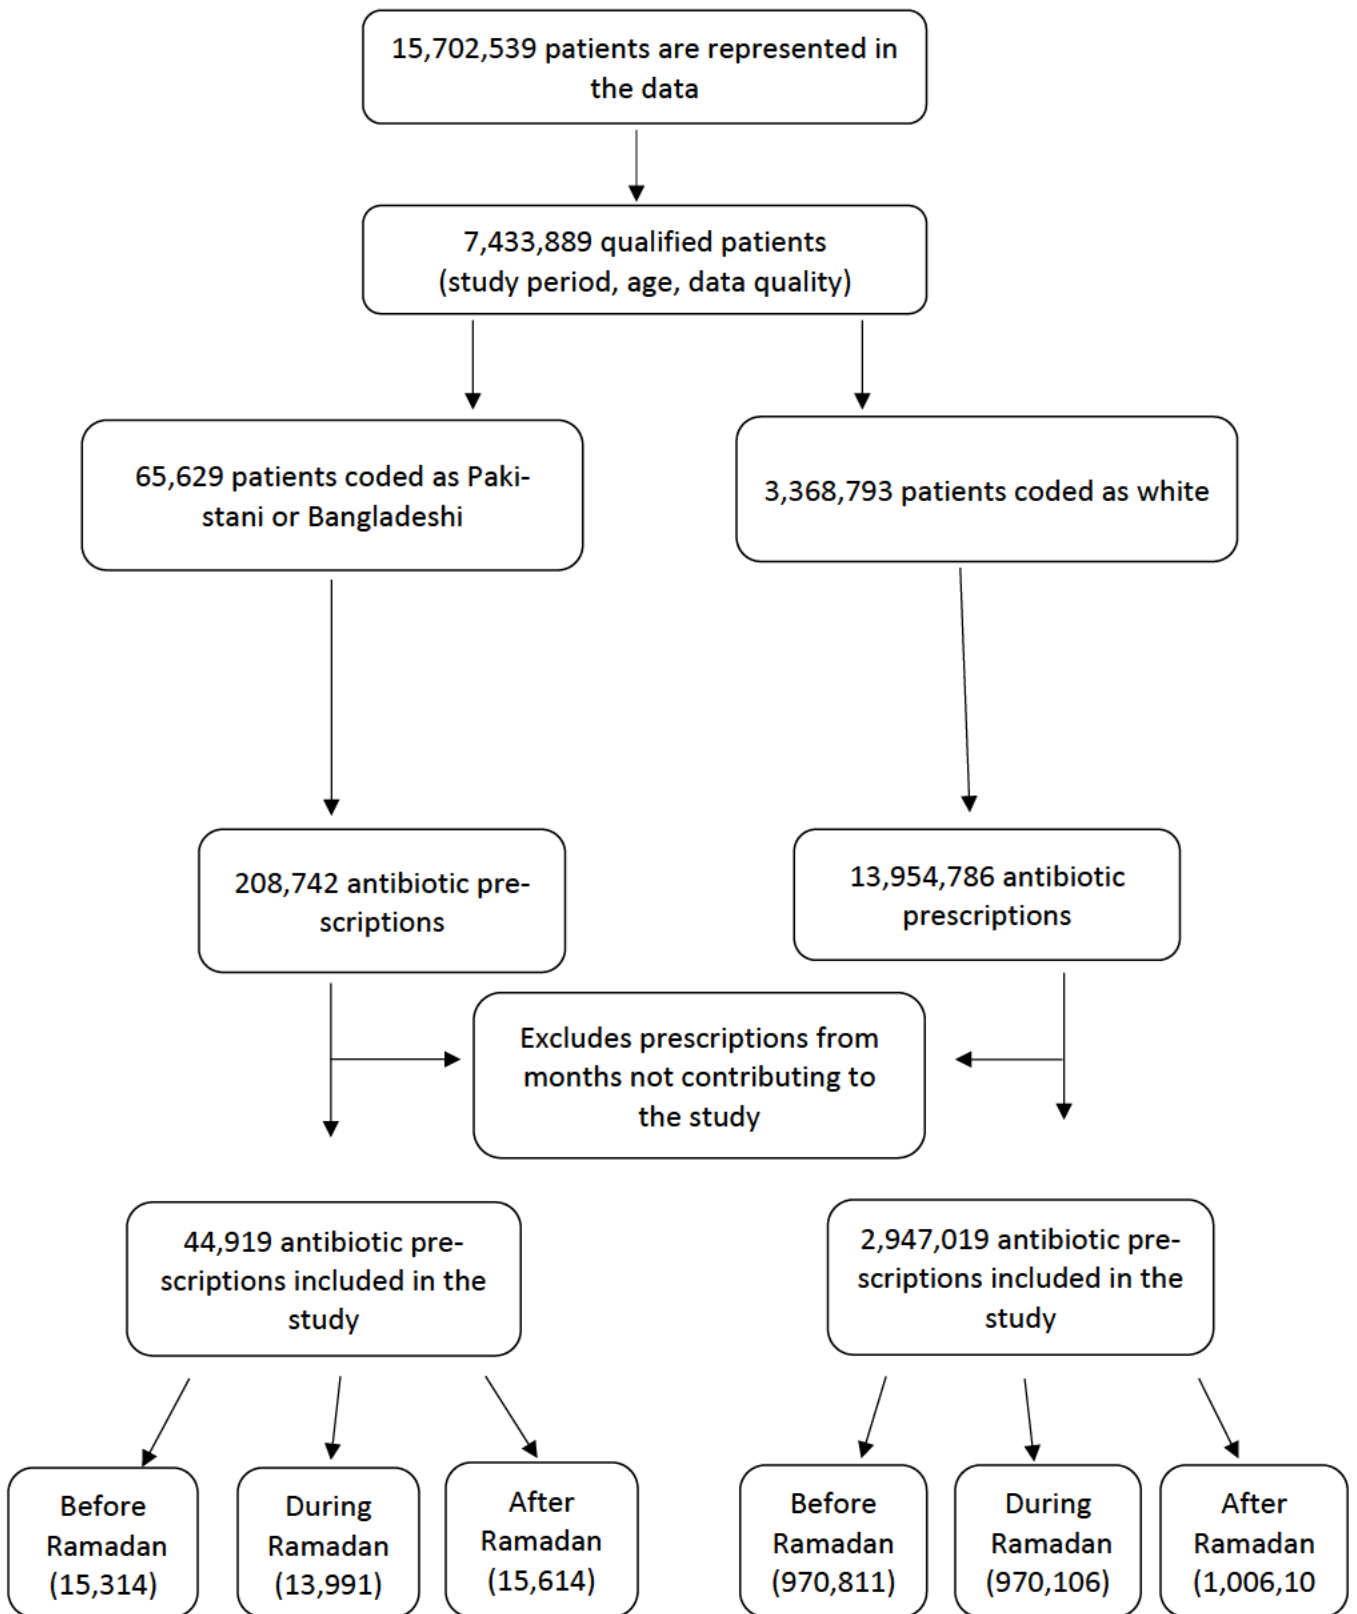 15,702,539 patients are represented in
the data
7,433,889 qualified patients
(study period, age, data quality)
65,629 patients coded as Paki-
stani or Bangladeshi
3,368,793 patients coded as white
208,742 antibiotic pre-
scriptions
13,954,786 antibiotic
prescriptions
Excludes prescriptions from
months not contributing to
the study
44,919 antibiotic pre-
scriptions included in the
study
2,947,019 antibiotic pre-
scriptions included in the
study
Before
Ramadan
(15,314)
During
Ramadan
(13,991)
After
Ramadan
(15,614)
Before
Ramadan
(970,811)
During
Ramadan
(970,106)
After
Ramadan
(1,006,10